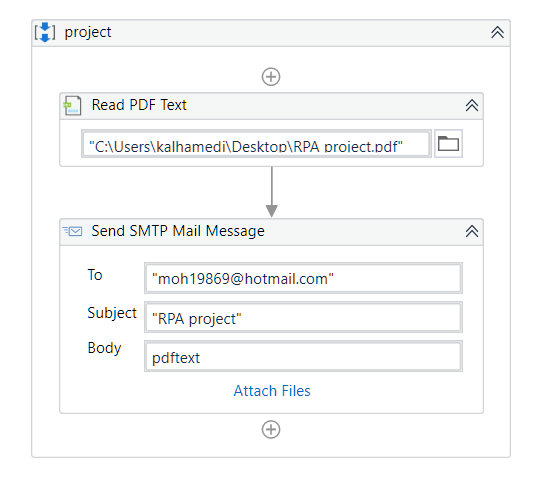 project
Read PDF Text
"C:\Users\kalhamedi\Desktop\RPA project.pdf"
Send SMTP Mail Message
To "moh19869@hotmail.com"
Subject "RPA project"
Body pdftext
Attach Files